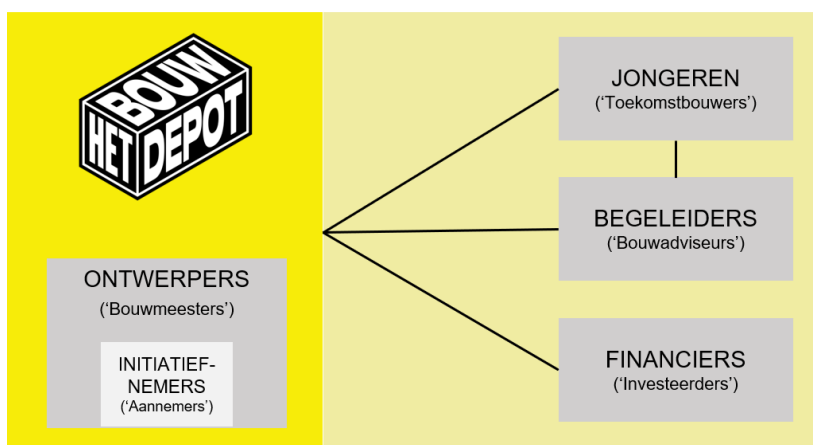 HET
BOUW
DEPOT
ONTWERPERS
(‘Bouwmeesters’)
INITIATIEF-
NEMERS
(‘Aannemers’)
JONGEREN
(‘Toekomstbouwers’)
BEGELEIDERS
(‘Bouwadviseurs’)
FINANCIERS
(‘Investeerders’)